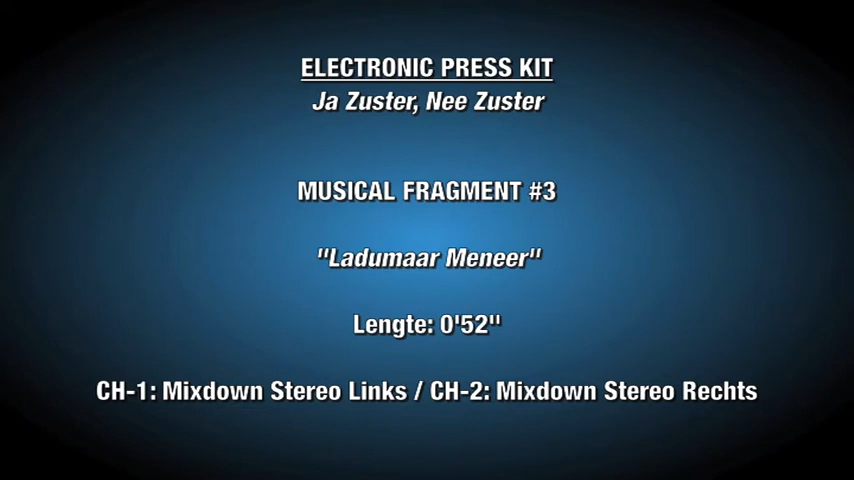 ELECTRONIC PRESS KIT
Ja Zuster, Nee Zuster
MUSICAL FRAGMENT #3
"Ladumaar Meneer"
Lengte: 0'52"
CH-1: Mixdown Stereo Links / CH-2: Mixdown Stereo Rechts